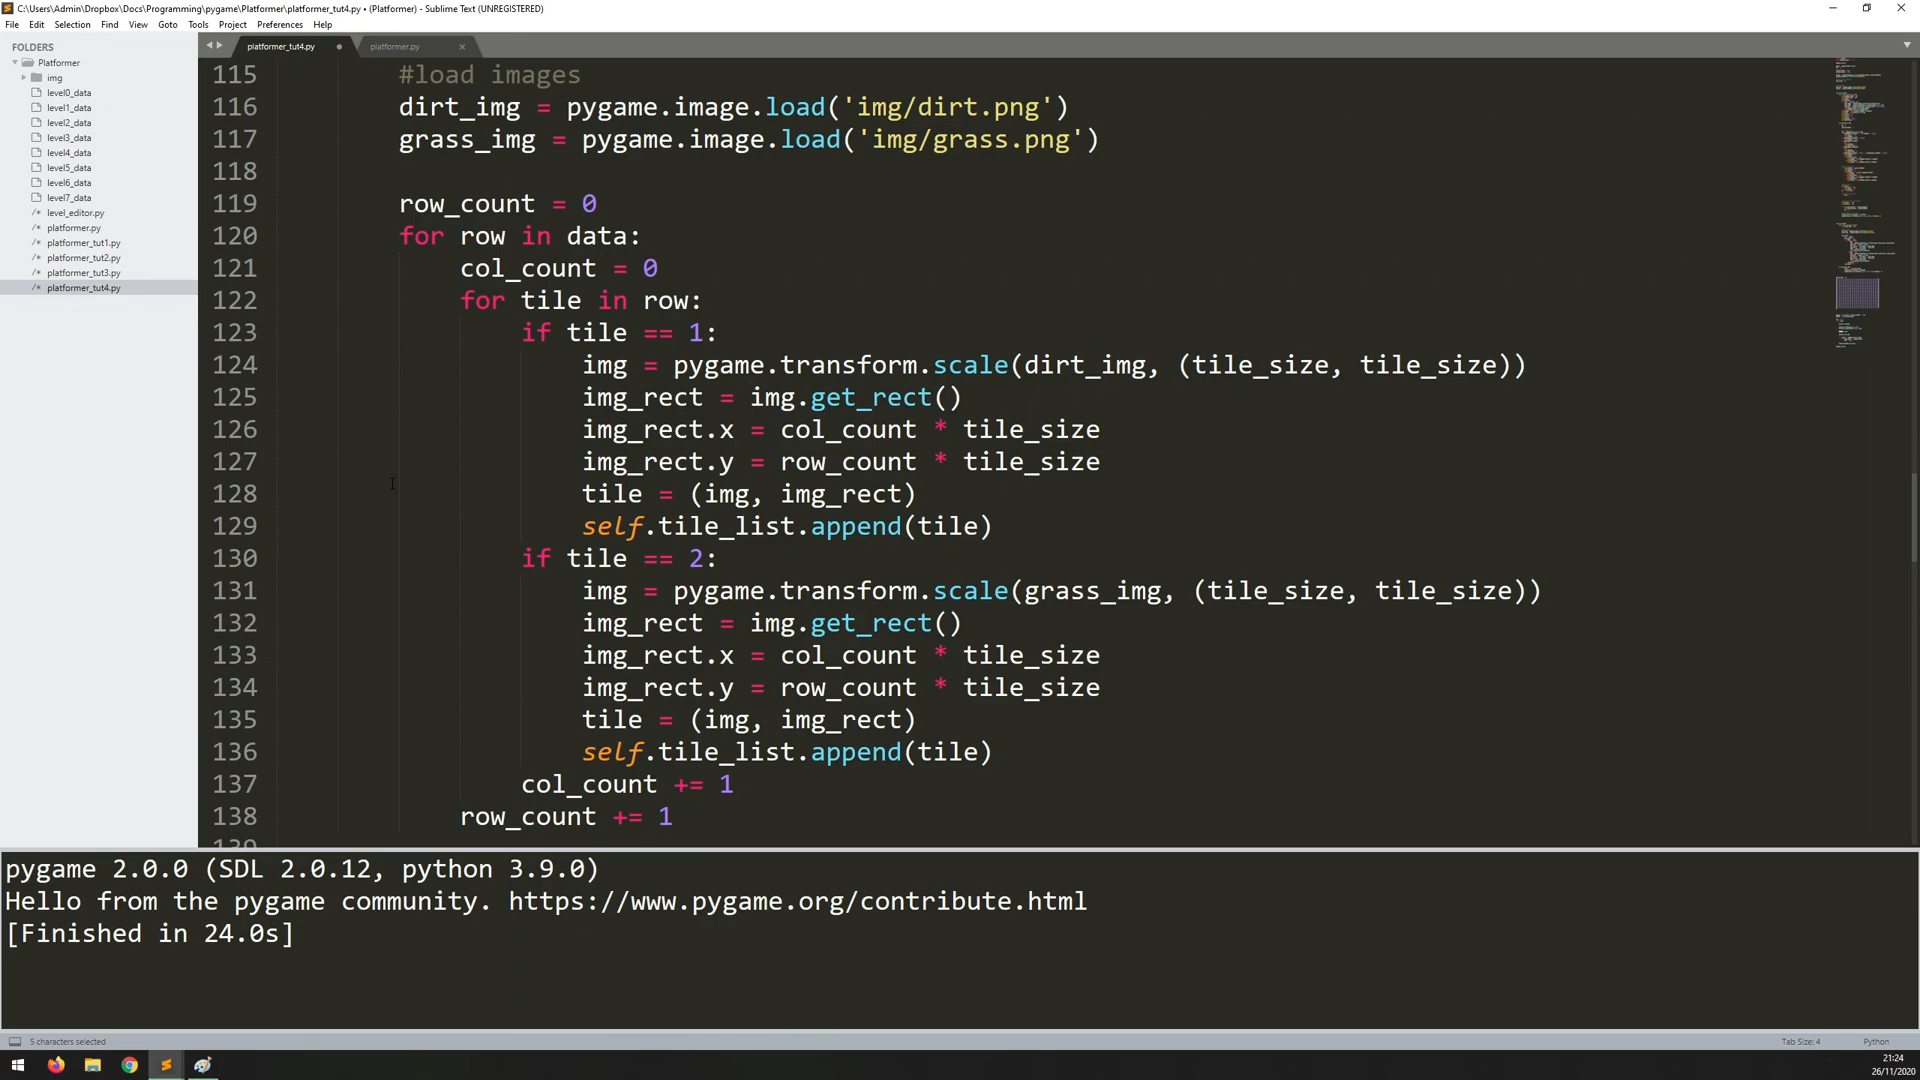 C:\Users\Admin\Dropbox\Docs\Programming\pygame\Platformer\platformer_tut4.py • (Platformer) - Sublime Text (UNREGISTERED)
File Edit Selection Find View Goto Tools Project Preferences Help
FOLDERS
Platformer
img
level0_data
level1_data
level2_data
level3_data
level4_data
level5_data
level6_data
level7_data
level_editor.py
platformer.py
platformer_tut1.py
platformer_tut2.py
platformer_tut3.py
platformer_tut4.py
platformer_tut4.py platformer.py
115 #load images
116 dirt_img = pygame.image.load('img/dirt.png')
117 grass_img = pygame.image.load('img/grass.png')
118
119 row_count = 0
120 for row in data:
121 col_count = 0
122 for tile in row:
123 if tile == 1:
124 img = pygame.transform.scale(dirt_img, (tile_size, tile_size))
125 img_rect = img.get_rect()
126 img_rect.x = col_count * tile_size
127 img_rect.y = row_count * tile_size
128 tile = (img, img_rect)
129 self.tile_list.append(tile)
130 if tile == 2:
131 img = pygame.transform.scale(grass_img, (tile_size, tile_size))
132 img_rect = img.get_rect()
133 img_rect.x = col_count * tile_size
134 img_rect.y = row_count * tile_size
135 tile = (img, img_rect)
136 self.tile_list.append(tile)
137 col_count += 1
138 row_count += 1
139
pygame 2.0.0 (SDL 2.0.12, python 3.9.0)
Hello from the pygame community. https://www.pygame.org/contribute.html
[Finished in 24.0s]
5 characters selected
Tab Size: 4 Python
21:24
26/11/2020